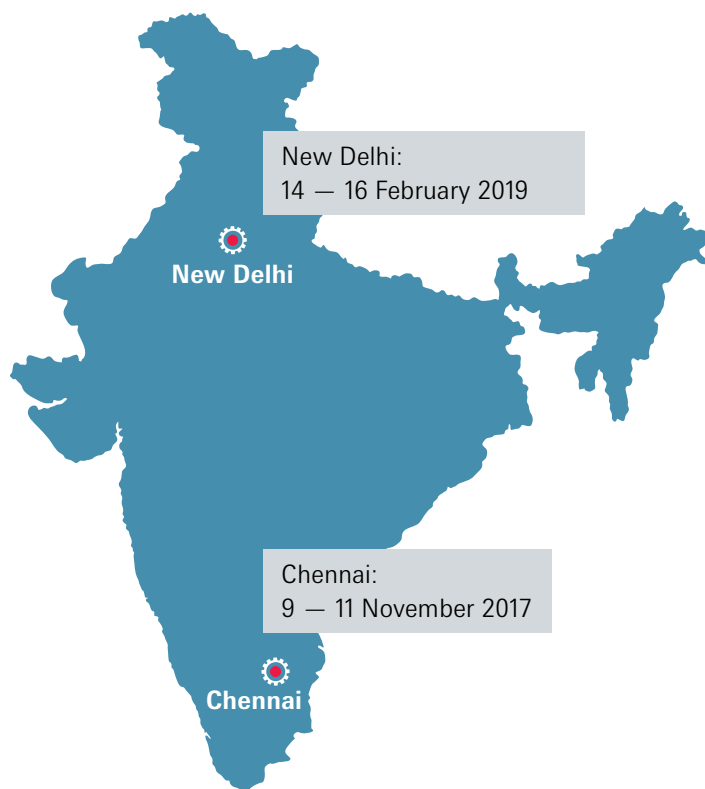 New Delhi:
14 — 16 February 2019
New Delhi
Chennai:
9 — 11 November 2017
Chennai